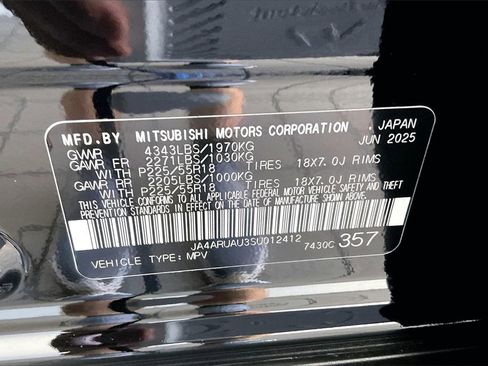 MFD.BY MITSUBISHI MOTORS CORPORATION , JAPAN
GVWR 4343LBS/1970KG JUN 2025
GAWR FR 2271LBS/1030KG TIRES 18X7.0J RIMS
WITH P225/55R18
GAWR RR 2205LBS/1000KG TIRES 18X7.0J RIMS
WITH P225/55R18
THIS VEHICLE CONFORMS TO ALL APPLICABLE FEDERAL MOTOR VEHICLE SAFETY AND THEFT
PREVENTION STANDARDS IN EFFECT ON THE DATE OF MANUFACTURE SHOWN ABOVE.
JA4ARUAU3SU012412 7430C 357
VEHICLE TYPE: MPV